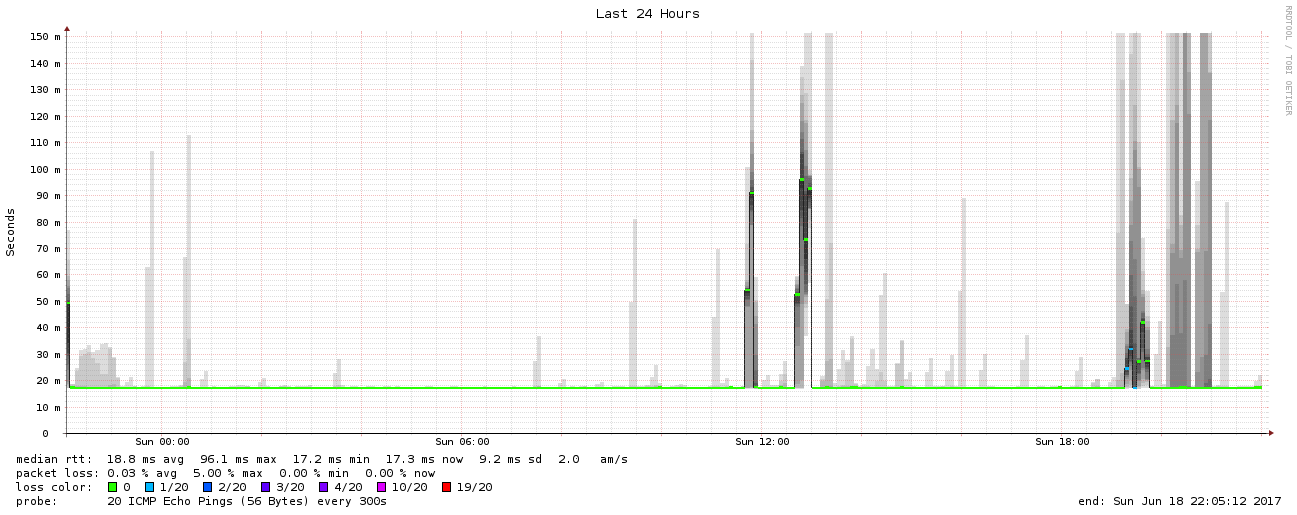 Last 24 Hours
RRDTOOL / TOBI OETIKER
Seconds
150 m
140 m
130 m
120 m
110 m
100 m
90 m
80 m
70 m
60 m
50 m
40 m
30 m
20 m
10 m
0
Sun 00:00 Sun 06:00 Sun 12:00 Sun 18:00
median rtt: 18.8 ms avg 96.1 ms max 17.2 ms min 17.3 ms now 9.2 ms sd 2.0 am/s
packet loss: 0.03 % avg 5.00 % max 0.00 % min 0.00 % now
loss color: 0 1/20 2/20 3/20 4/20 10/20 19/20
probe: 20 ICMP Echo Pings (56 Bytes) every 300s end: Sun Jun 18 22:05:12 2017